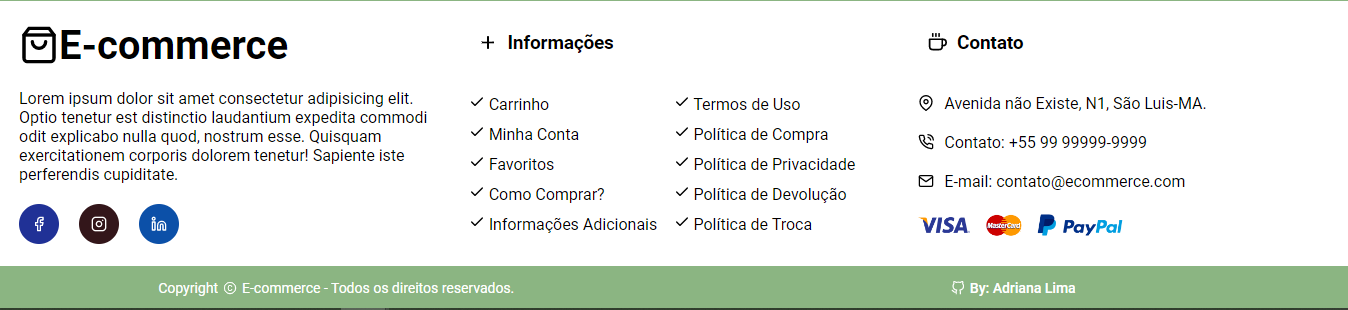 E-commerce
Lorem ipsum dolor sit amet consectetur adipisicing elit.
Optio tenetur est distinctio laudantium expedita commodi
odit explicabo nulla quod, nostrum esse. Quisquam
exercitationem corporis dolorem tenetur! Sapiente iste
perferendis cupiditate.
Informações
Carrinho
Minha Conta
Favoritos
Como Comprar?
Informações Adicionais
Termos de Uso
Política de Compra
Política de Privacidade
Política de Devolução
Política de Troca
Contato
Avenida não Existe, N1, São Luis-MA.
Contato: +55 99 99999-9999
E-mail: contato@ecommerce.com
VISA MasterCard PayPal
Copyright © E-commerce - Todos os direitos reservados.
By: Adriana Lima